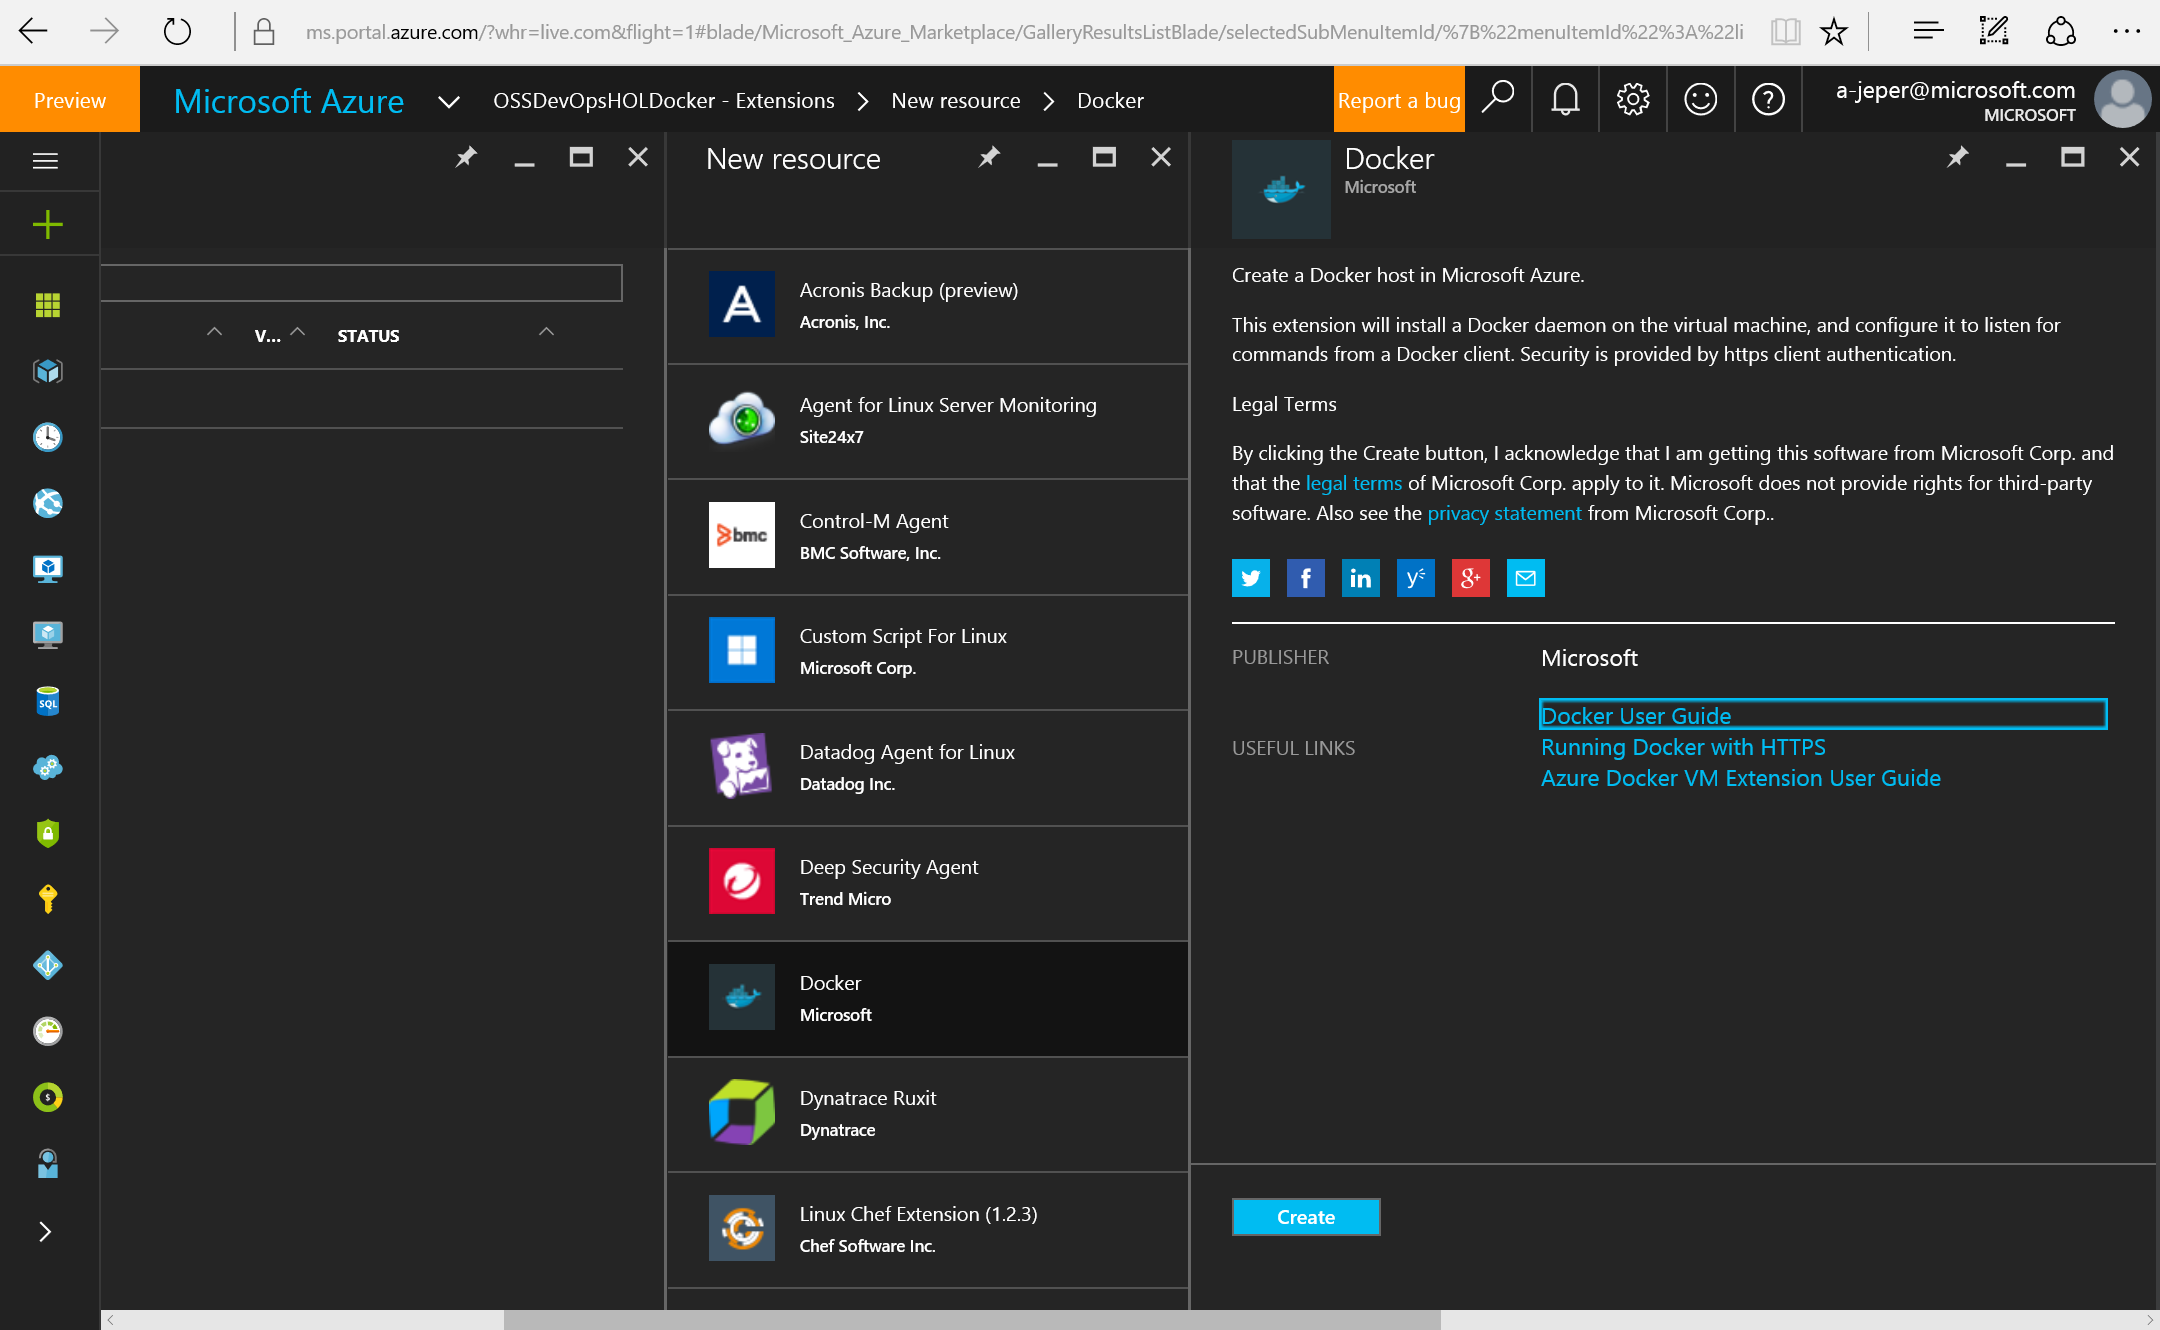 ms.portal.azure.com/?whr=live.com&flight=1#blade/Microsoft_Azure_Marketplace/GalleryResultsListBlade/selectedSubMenuItemId/%7B%22menuItemId%22%3A%22li
Preview
Microsoft Azure
OSSDevOpsHOLDocker - Extensions
New resource
Docker
Report a bug
a-jeper@microsoft.com
MICROSOFT
V...
STATUS
SQL
New resource
Acronis Backup (preview)
Acronis, Inc.
Agent for Linux Server Monitoring
Site24x7
bmc
Control-M Agent
BMC Software, Inc.
Custom Script For Linux
Microsoft Corp.
Datadog Agent for Linux
Datadog Inc.
Deep Security Agent
Trend Micro
Docker
Microsoft
Dynatrace Ruxit
Dynatrace
Linux Chef Extension (1.2.3)
Chef Software Inc.
Docker
Microsoft
Create a Docker host in Microsoft Azure.
This extension will install a Docker daemon on the virtual machine, and configure it to listen for
commands from a Docker client. Security is provided by https client authentication.
Legal Terms
By clicking the Create button, I acknowledge that I am getting this software from Microsoft Corp. and
that the legal terms of Microsoft Corp. apply to it. Microsoft does not provide rights for third-party
software. Also see the privacy statement from Microsoft Corp..
PUBLISHER
Microsoft
USEFUL LINKS
Docker User Guide
Running Docker with HTTPS
Azure Docker VM Extension User Guide
Create